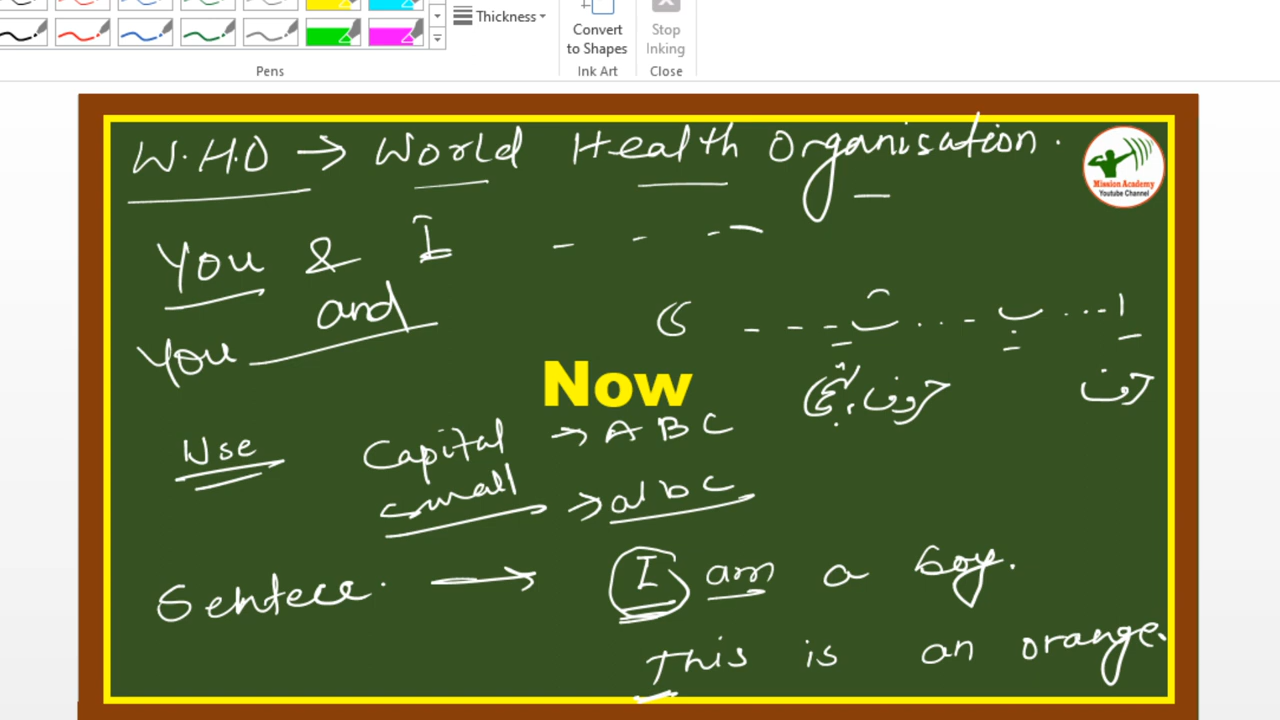 Thickness
Convert to Shapes
Stop Inking
Pens
Ink Art
Close
W.H.O → World Health Organisation.
Mission Academy
Youtube Channel
You & I - - - -
and
You
ا ... ب - ... ت - - - ی
Now
حرف
حروف تہجی
Use
Capital → A B C
small → a b c
Sentece. → I am a boy.
This is an orange.